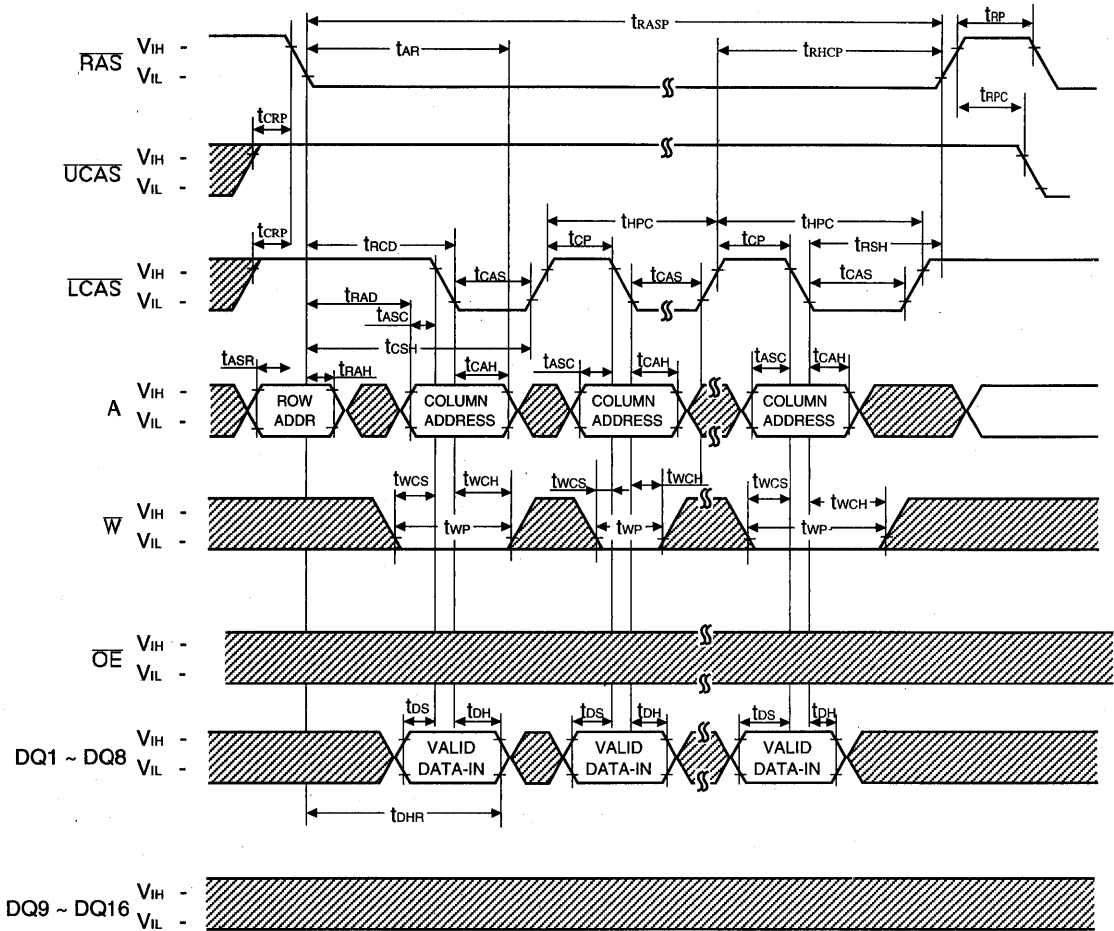 tRASP
tRP
tAR
tRHCP
RAS
VIH -
VIL -
tRPC
tCRP
UCAS
VIH -
VIL -
tHPC
tHPC
tCRP
tRCD
tCP
tCP
tRSH
LCAS
VIH -
VIL -
tCAS
tCAS
tCAS
tRAD
tASC
tCSH
tASR
tRAH
tCAH
tASC
tCAH
tASC
tCAH
A
VIH -
VIL -
ROW
ADDR
COLUMN
ADDRESS
COLUMN
ADDRESS
COLUMN
ADDRESS
tWCS
tWCH
tWCS
tWCH
tWCS
tWCH
W
VIH -
VIL -
tWP
tWP
tWP
OE
VIH -
VIL -
tDS
tDH
tDS
tDH
tDS
tDH
DQ1 ~ DQ8
VIH -
VIL -
VALID
DATA-IN
VALID
DATA-IN
VALID
DATA-IN
tDHR
DQ9 ~ DQ16
VIH -
VIL -